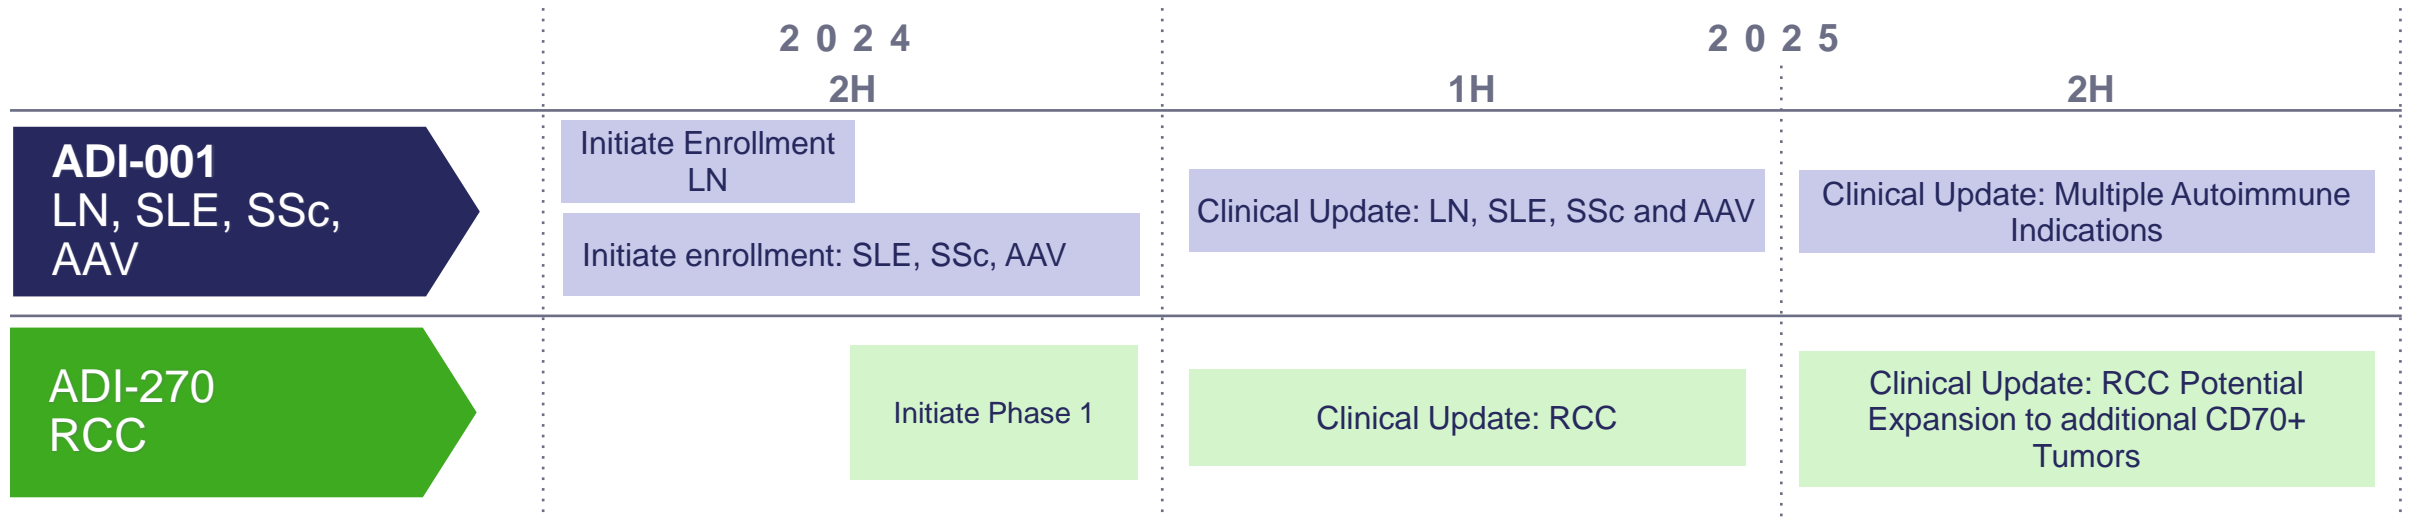 2 0 2 4
2 0 2 5
2H
1H
2H
ADI-001
LN, SLE, SSc,
AAV
Initiate Enrollment
LN
Initiate enrollment: SLE, SSc, AAV
Clinical Update: LN, SLE, SSc and AAV
Clinical Update: Multiple Autoimmune
Indications
ADI-270
RCC
Initiate Phase 1
Clinical Update: RCC
Clinical Update: RCC Potential
Expansion to additional CD70+
Tumors